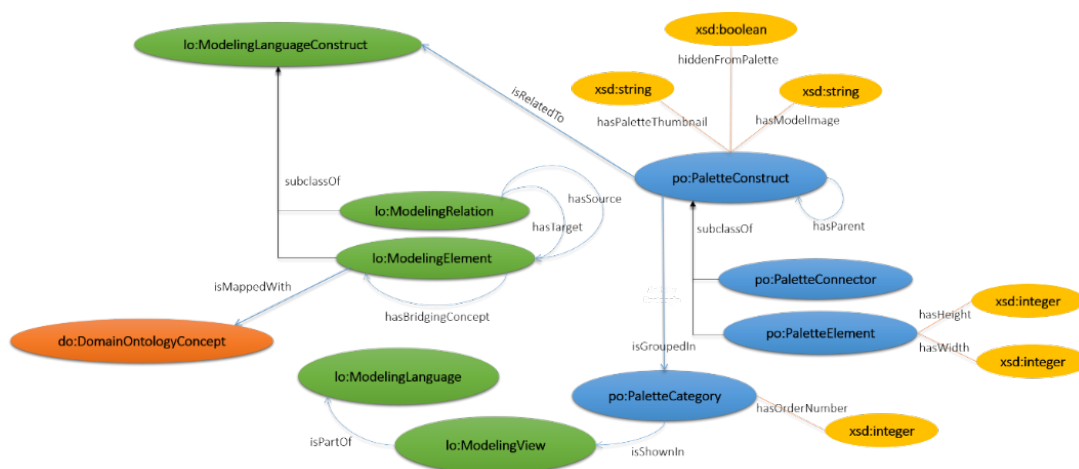 xsd:boolean
lo:ModelingLanguageConstruct
hiddenFromPalette
isRelatedTo
xsd:string
xsd:string
hasPaletteThumbnail
hasModelImage
po:PaletteConstruct
subclassOf
hasSource
lo:ModelingRelation
hasTarget
subclassOf
hasParent
lo:ModelingElement
isMappedWith
po:PaletteConnector
hasBridgingConcept
xsd:integer
hasHeight
do:DomainOntologyConcept
po:PaletteElement
isGroupedIn
hasWidth
xsd:integer
lo:ModelingLanguage
po:PaletteCategory
hasOrderNumber
xsd:integer
isPartOf
lo:ModelingView
isShownIn